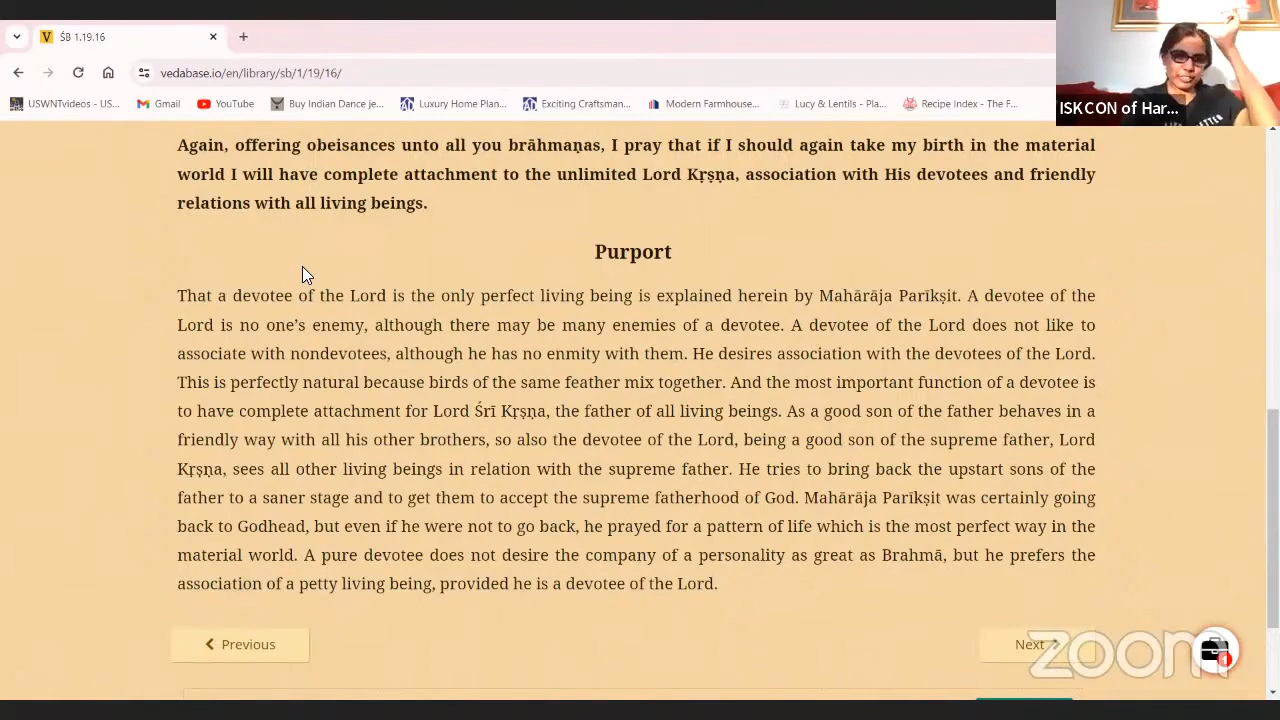 ŚB 1.19.16
vedabase.io/en/library/sb/1/19/16/
USWNTvideos - US...
Gmail
YouTube
Buy Indian Dance je...
Luxury Home Plan...
Exciting Craftsman...
Modern Farmhouse...
Lucy & Lentils - Pla...
Recipe Index - The F...
ISKCON of Har...
Again, offering obeisances unto all you brāhmaṇas, I pray that if I should again take my birth in the material
world I will have complete attachment to the unlimited Lord Kṛṣṇa, association with His devotees and friendly
relations with all living beings.
Purport
That a devotee of the Lord is the only perfect living being is explained herein by Mahārāja Parīkṣit. A devotee of the
Lord is no one’s enemy, although there may be many enemies of a devotee. A devotee of the Lord does not like to
associate with nondevotees, although he has no enmity with them. He desires association with the devotees of the Lord.
This is perfectly natural because birds of the same feather mix together. And the most important function of a devotee is
to have complete attachment for Lord Śrī Kṛṣṇa, the father of all living beings. As a good son of the father behaves in a
friendly way with all his other brothers, so also the devotee of the Lord, being a good son of the supreme father, Lord
Kṛṣṇa, sees all other living beings in relation with the supreme father. He tries to bring back the upstart sons of the
father to a saner stage and to get them to accept the supreme fatherhood of God. Mahārāja Parīkṣit was certainly going
back to Godhead, but even if he were not to go back, he prayed for a pattern of life which is the most perfect way in the
material world. A pure devotee does not desire the company of a personality as great as Brahmā, but he prefers the
association of a petty living being, provided he is a devotee of the Lord.
Previous
Next
zoom
1